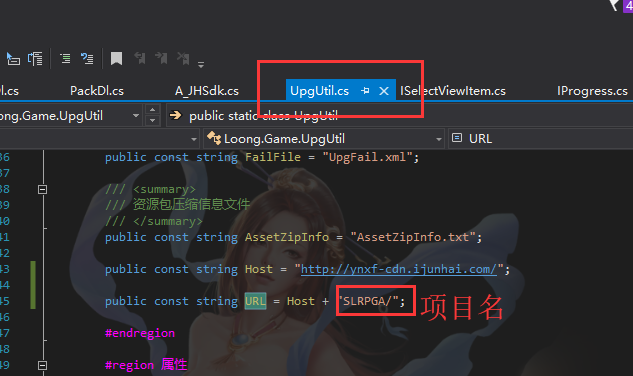 4
l.cs PackDl.cs A_JHSdk.cs UpgUtil.cs ISelectViewItem.cs IProgress.cs
ong.Game.UpgUtil public static class UpgUtil
Loong.Game.UpgUtil URL
36 public const string FailFile = "UpgFail.xml";
38 /// <summary>
39 /// 资源包压缩信息文件
40 /// </summary>
41 public const string AssetZipInfo = "AssetZipInfo.txt";
43 public const string Host = "http://ynxf-cdn.ijunhai.com/";
45 public const string URL = Host + "SLRPGA/"; 项目名
47 #endregion
49 #region 属性